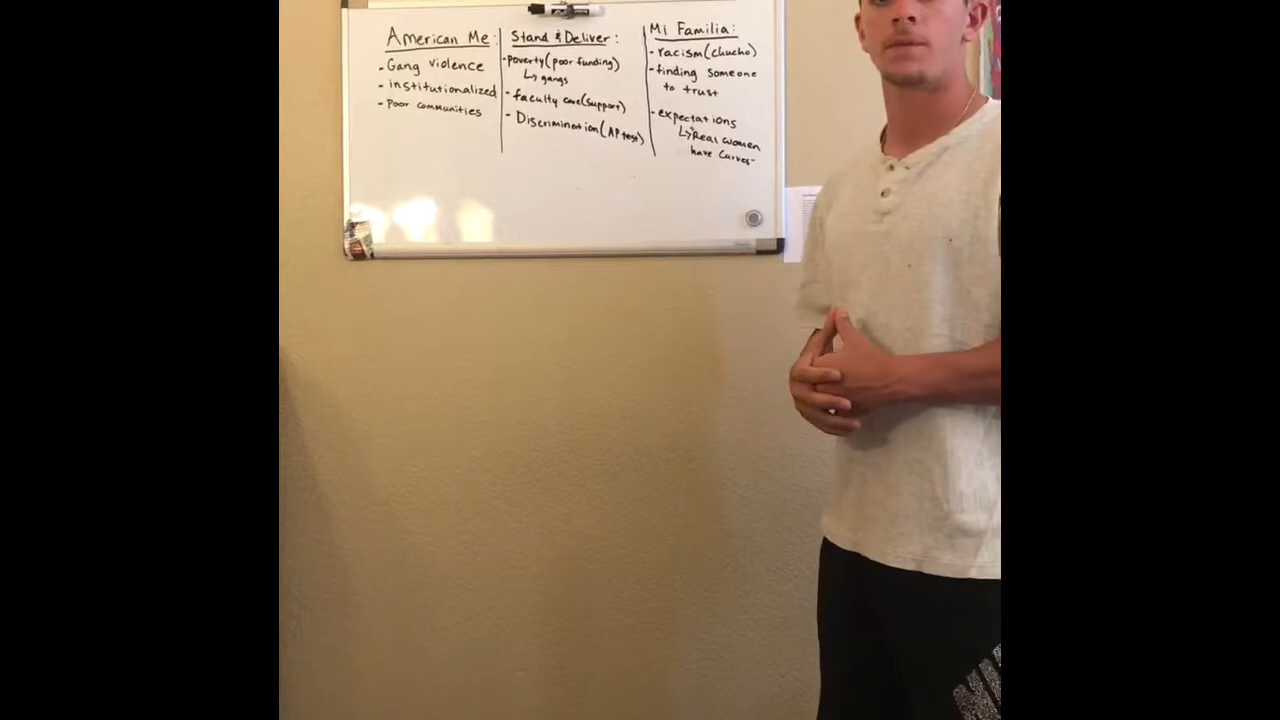 American Me:
- Gang violence
- institutionalized
- Poor communities
Stand & Deliver:
- poverty (poor funding)
↳ gangs
- faculty care (support)
- Discrimination (AP test)
Mi Familia:
- racism (chucho)
- finding someone
to trust
- expectations
↳ Real women
have curves-